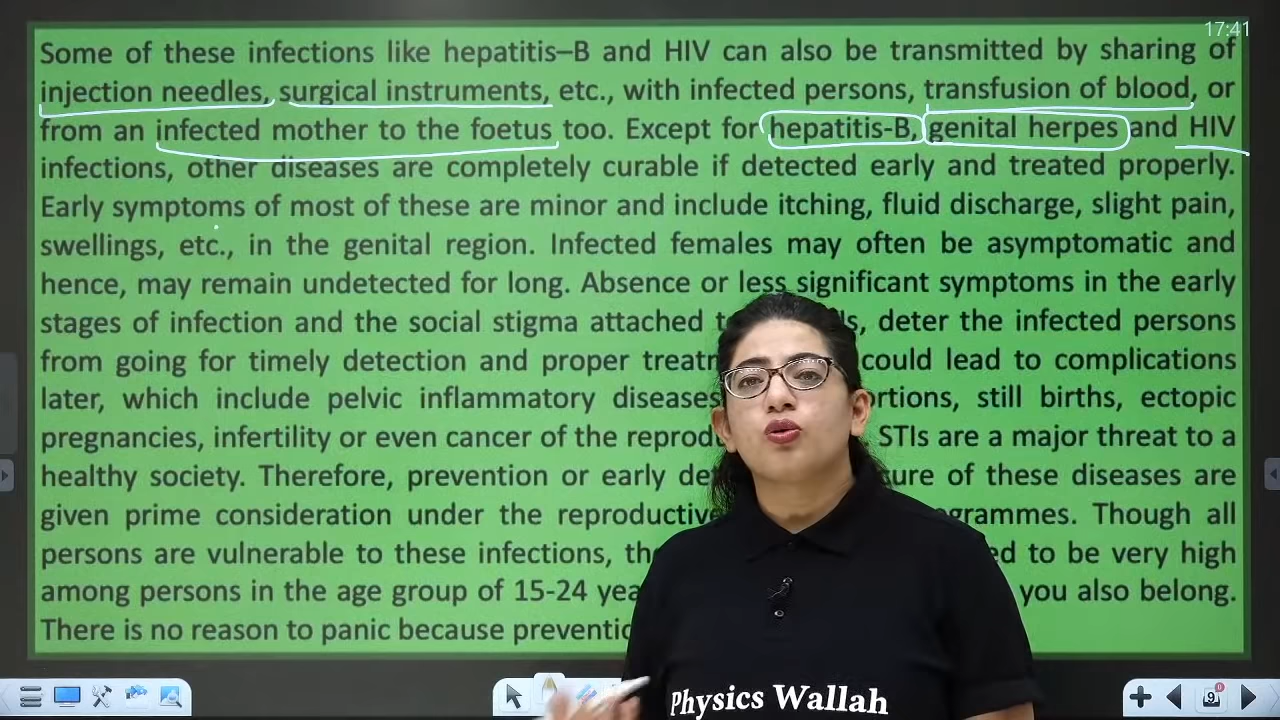 17:41
Some of these infections like hepatitis–B and HIV can also be transmitted by sharing of
injection needles, surgical instruments, etc., with infected persons, transfusion of blood, or
from an infected mother to the foetus too. Except for hepatitis-B, genital herpes and HIV
infections, other diseases are completely curable if detected early and treated properly.
Early symptoms of most of these are minor and include itching, fluid discharge, slight pain,
swellings, etc., in the genital region. Infected females may often be asymptomatic and
hence, may remain undetected for long. Absence or less significant symptoms in the early
stages of infection and the social stigma attached deter the infected persons
from going for timely detection and proper could lead to complications
later, which include pelvic inflammatory diseases still births, ectopic
pregnancies, infertility or even cancer of the STIs are a major threat to a
healthy society. Therefore, prevention or early of these diseases are
given prime consideration under the reproductive Though all
persons are vulnerable to these infections, to be very high
among persons in the age group of 15-24 you also belong.
There is no reason to panic because
Physics Wallah
9